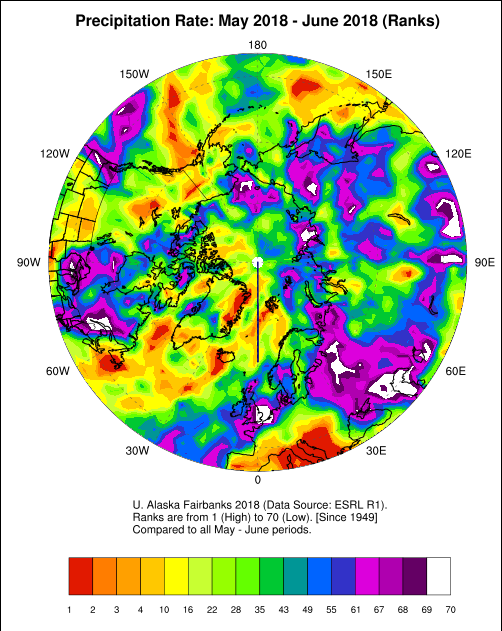 Precipitation Rate: May 2018 - June 2018 (Ranks)
180
150W 150E
120W 120E
90W 90E
60W 60E
30W 30E
0
U. Alaska Fairbanks 2018 (Data Source: ESRL R1).
Ranks are from 1 (High) to 70 (Low). [Since 1949]
Compared to all May - June periods.
1 2 3 4 10 16 22 28 35 43 49 55 61 67 68 69 70